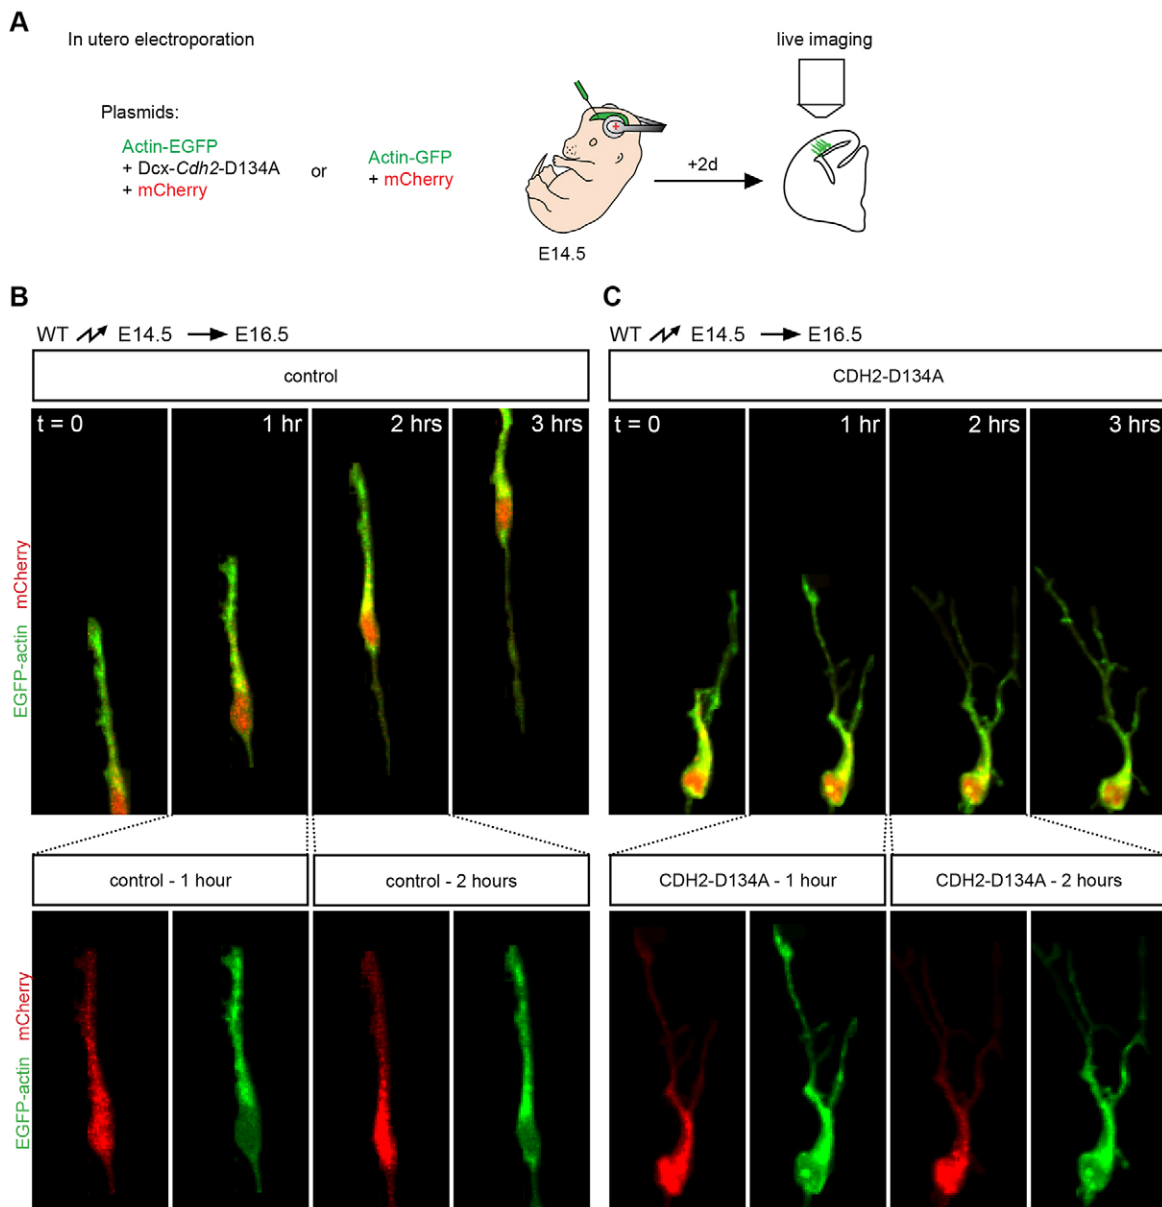 A
In utero electroporation
live imaging
Plasmids:
Actin-EGFP
+ Dcx-Cdh2-D134A
+ mCherry
or
Actin-GFP
+ mCherry
+
+2d
E14.5
B
WT E14.5 E16.5
control
t = 0
1 hr
2 hrs
3 hrs
EGFP-actin mCherry
control - 1 hour
control - 2 hours
EGFP-actin mCherry
C
WT E14.5 E16.5
CDH2-D134A
t = 0
1 hr
2 hrs
3 hrs
CDH2-D134A - 1 hour
CDH2-D134A - 2 hours